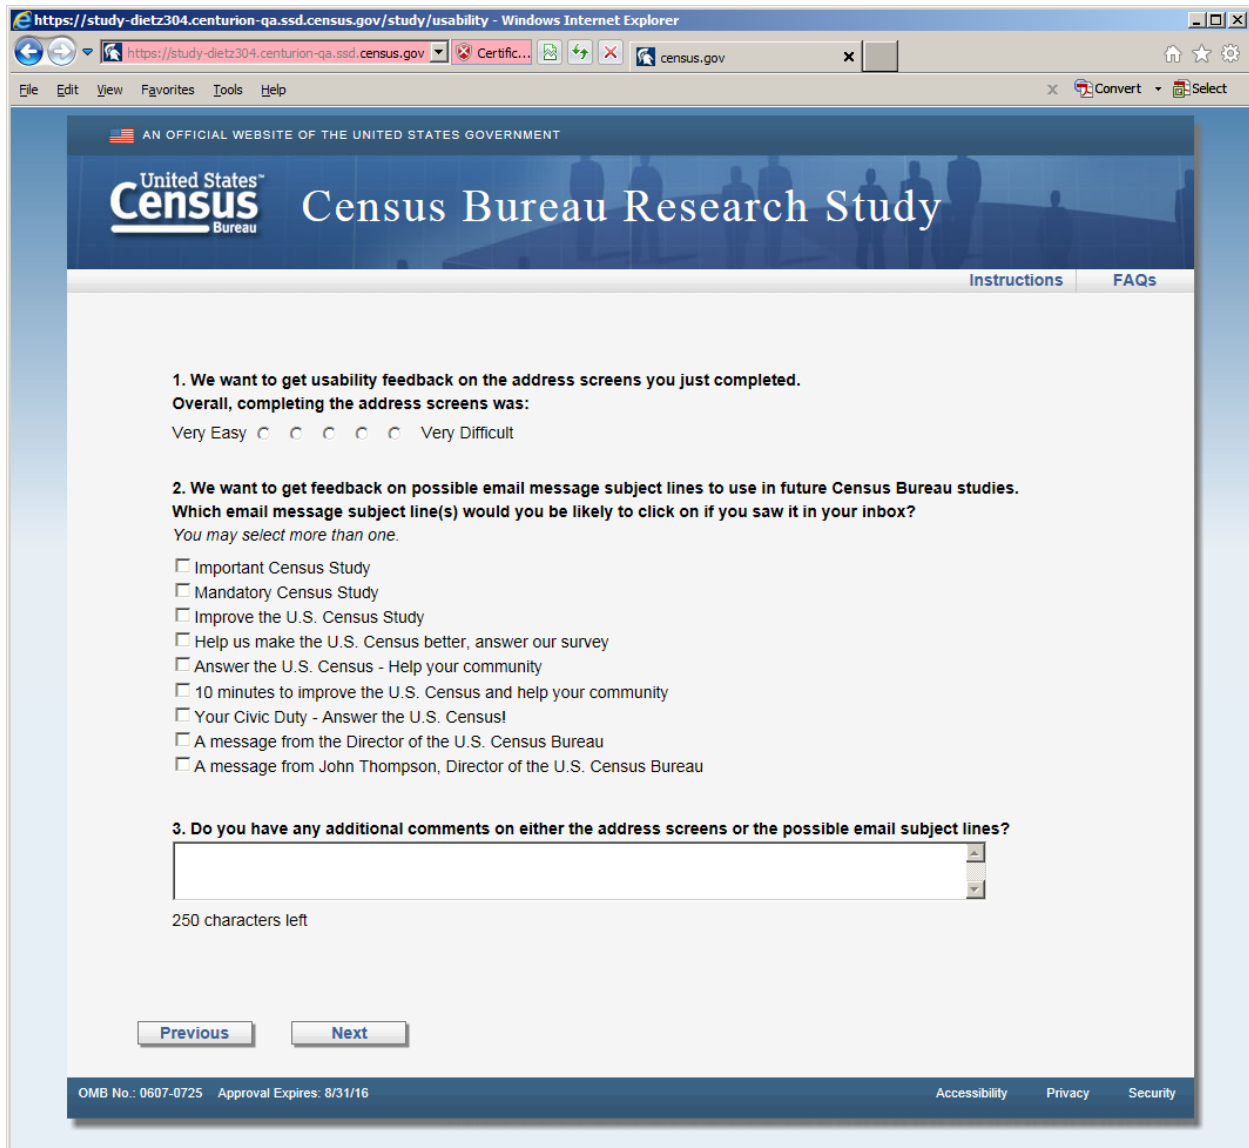 https://study-dietz304.centurion-qa.ssd.census.gov/study/usability - Windows Internet Explorer
https://study-dietz304.centurion-qa.ssd.census.gov Certific... census.gov
File Edit View Favorites Tools Help Convert Select
AN OFFICIAL WEBSITE OF THE UNITED STATES GOVERNMENT
United States™
Census
Bureau
Census Bureau Research Study
Instructions FAQs
1. We want to get usability feedback on the address screens you just completed.
Overall, completing the address screens was:
Very Easy Very Difficult
2. We want to get feedback on possible email message subject lines to use in future Census Bureau studies.
Which email message subject line(s) would you be likely to click on if you saw it in your inbox?
You may select more than one.
Important Census Study
Mandatory Census Study
Improve the U.S. Census Study
Help us make the U.S. Census better, answer our survey
Answer the U.S. Census - Help your community
10 minutes to improve the U.S. Census and help your community
Your Civic Duty - Answer the U.S. Census!
A message from the Director of the U.S. Census Bureau
A message from John Thompson, Director of the U.S. Census Bureau
3. Do you have any additional comments on either the address screens or the possible email subject lines?
250 characters left
Previous Next
OMB No.: 0607-0725 Approval Expires: 8/31/16 Accessibility Privacy Security